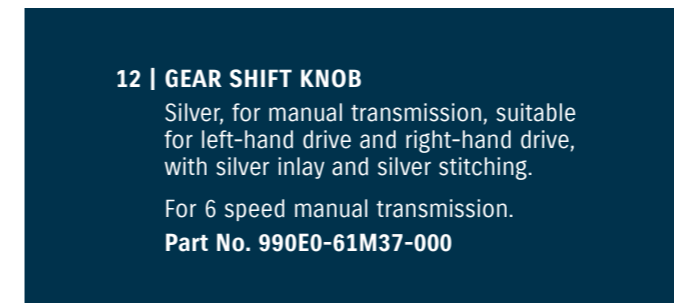 12 | GEAR SHIFT KNOB
Silver, for manual transmission, suitable
for left-hand drive and right-hand drive,
with silver inlay and silver stitching.
For 6 speed manual transmission.
Part No. 990E0-61M37-000